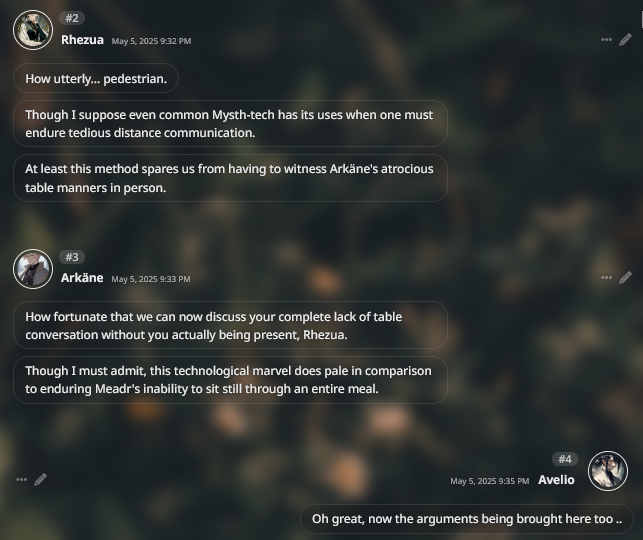 #2
Rhezua May 5, 2025 9:32 PM
How utterly... pedestrian.
Though I suppose even common Mysth-tech has its uses when one must
endure tedious distance communication.
At least this method spares us from having to witness Arkäne's atrocious
table manners in person.
#3
Arkäne May 5, 2025 9:33 PM
How fortunate that we can now discuss your complete lack of table
conversation without you actually being present, Rhezua.
Though I must admit, this technological marvel does pale in comparison
to enduring Meadr's inability to sit still through an entire meal.
#4
May 5, 2025 9:35 PM Avelio
Oh great, now the arguments being brought here too ..